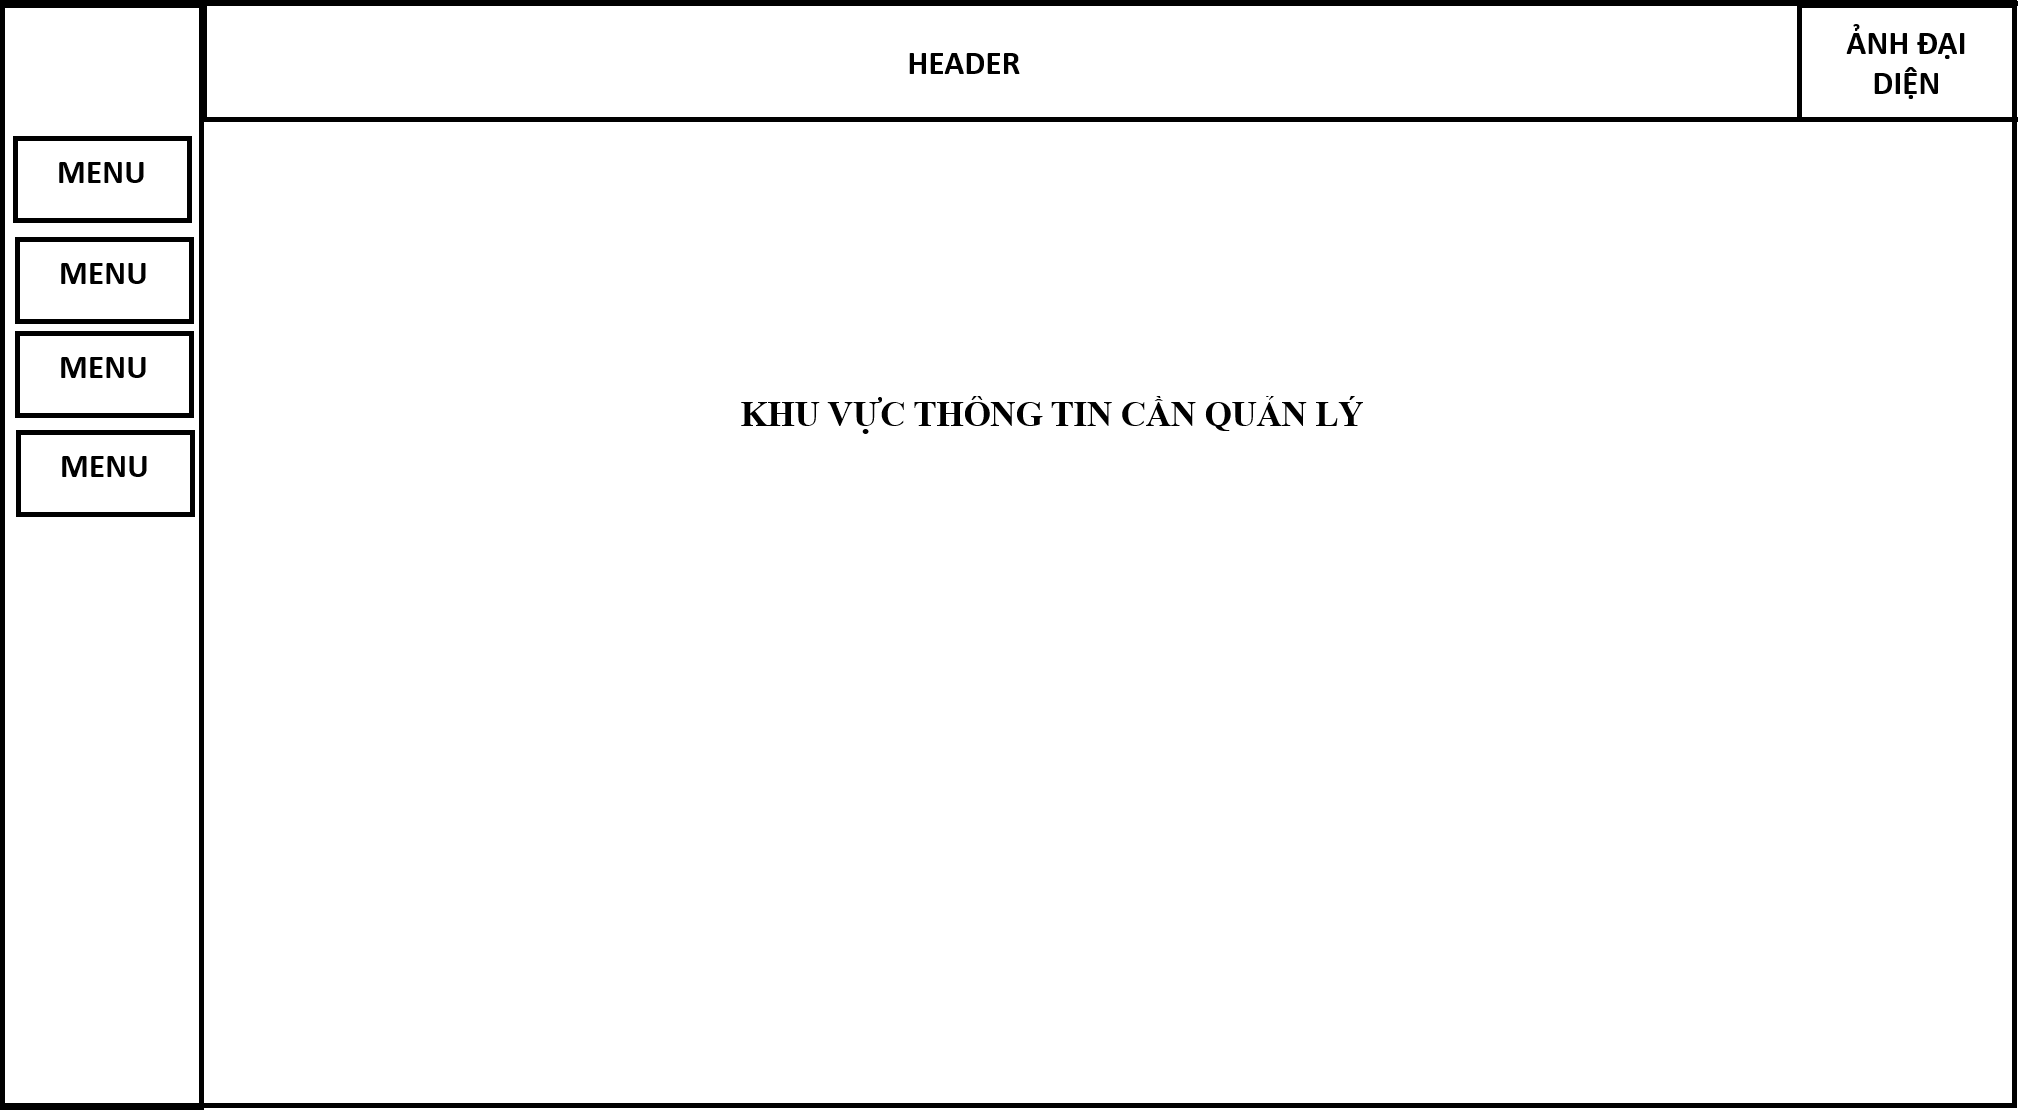 HEADER
ẢNH ĐẠI
DIỆN
MENU
MENU
MENU
MENU
KHU VỰC THÔNG TIN CẦN QUẢN LÝ